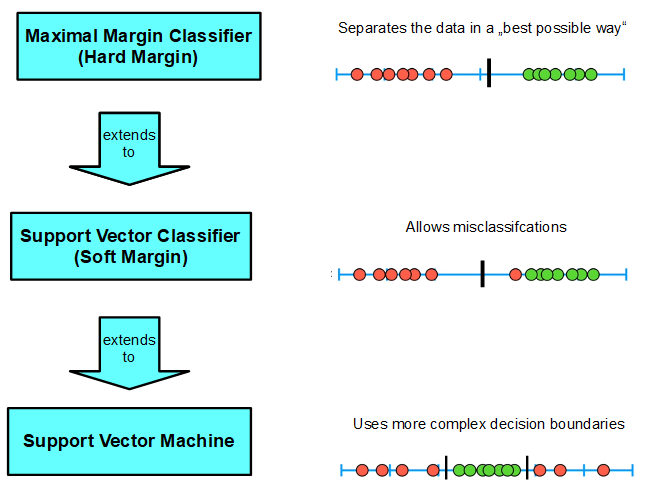 Maximal Margin Classifier
(Hard Margin)
Separates the data in a „best possible way“
extends
to
Support Vector Classifier
(Soft Margin)
Allows misclassifcations
extends
to
Support Vector Machine
Uses more complex decision boundaries